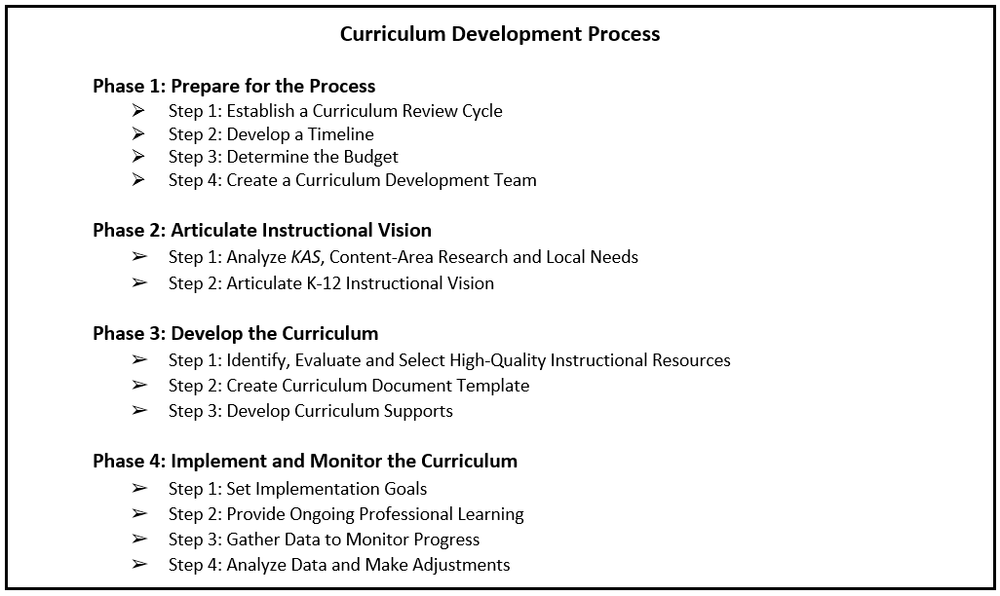 Curriculum Development Process
Phase 1: Prepare for the Process
➢ Step 1: Establish a Curriculum Review Cycle
➢ Step 2: Develop a Timeline
➢ Step 3: Determine the Budget
➢ Step 4: Create a Curriculum Development Team
Phase 2: Articulate Instructional Vision
➢ Step 1: Analyze KAS, Content-Area Research and Local Needs
➢ Step 2: Articulate K-12 Instructional Vision
Phase 3: Develop the Curriculum
➢ Step 1: Identify, Evaluate and Select High-Quality Instructional Resources
➢ Step 2: Create Curriculum Document Template
➢ Step 3: Develop Curriculum Supports
Phase 4: Implement and Monitor the Curriculum
➢ Step 1: Set Implementation Goals
➢ Step 2: Provide Ongoing Professional Learning
➢ Step 3: Gather Data to Monitor Progress
➢ Step 4: Analyze Data and Make Adjustments